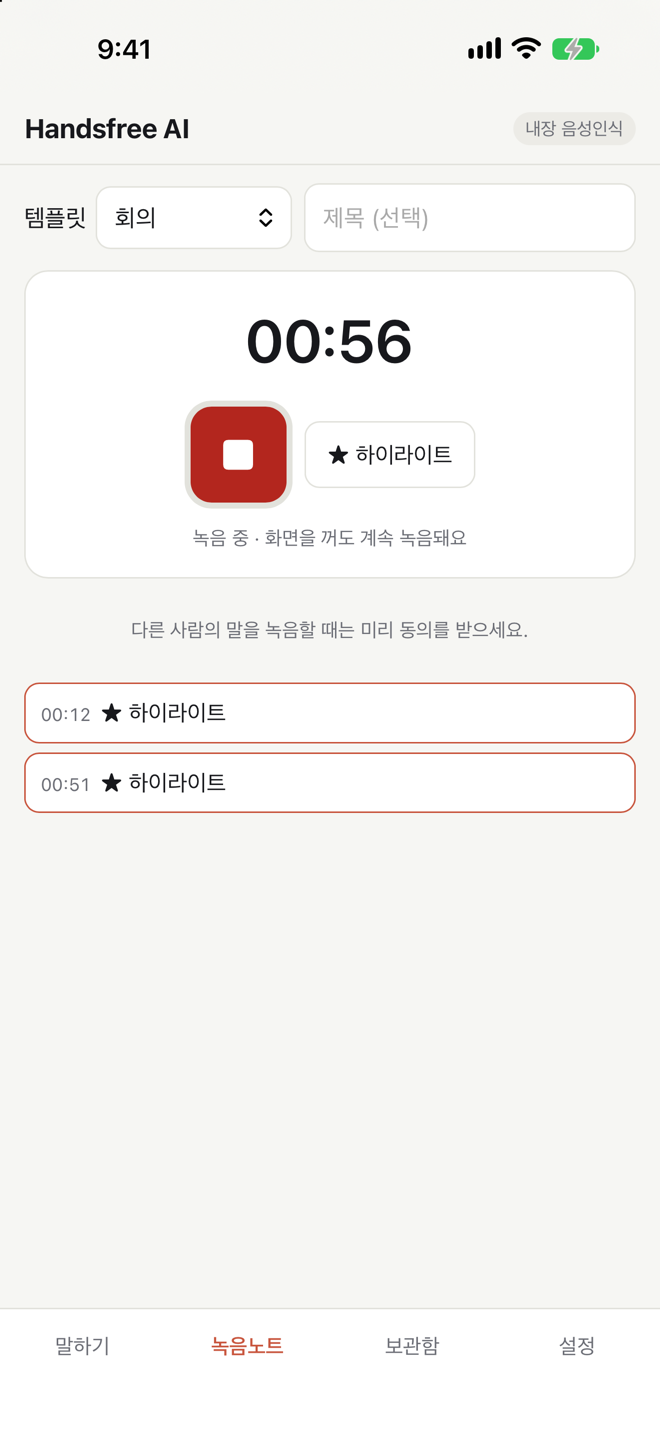 9:41
Handsfree AI
내장 음성인식
템플릿 회의 제목 (선택)
00:56
★ 하이라이트
녹음 중 · 화면을 꺼도 계속 녹음돼요
다른 사람의 말을 녹음할 때는 미리 동의를 받으세요.
00:12 ★ 하이라이트
00:51 ★ 하이라이트
말하기 녹음노트 보관함 설정